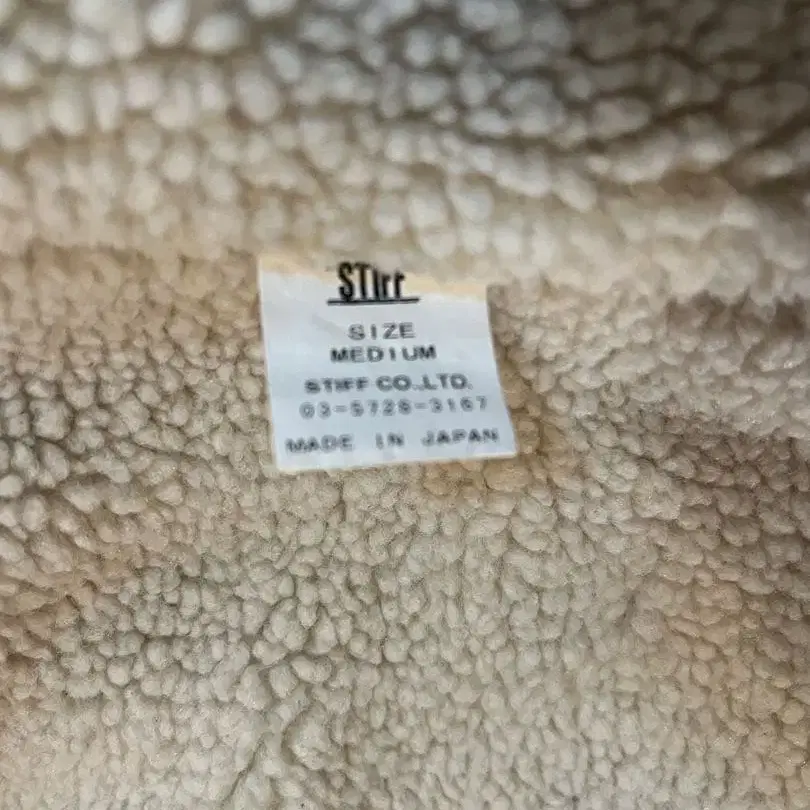 STIFF
SIZE
MEDIUM
STIFF CO.,LTD.
03-5728-3167
MADE IN JAPAN